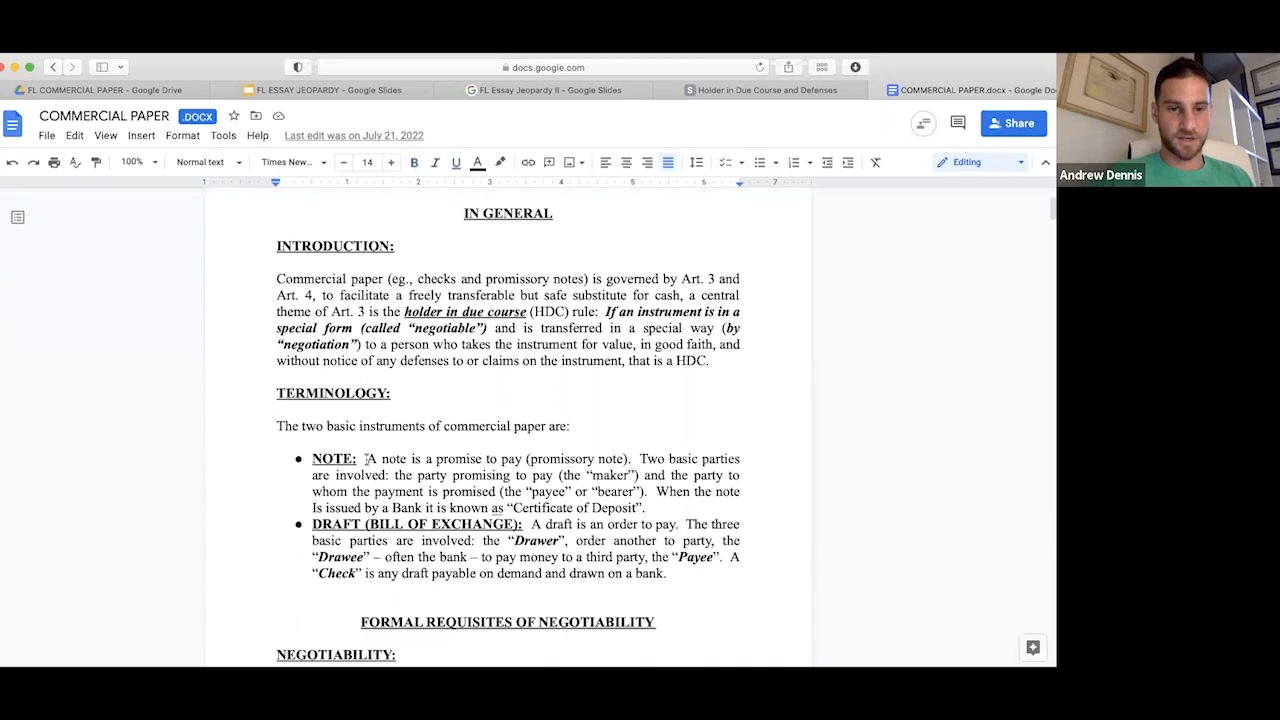 docs.google.com
FL COMMERCIAL PAPER - Google Drive
FL ESSAY JEOPARDY - Google Slides
FL Essay Jeopardy II - Google Slides
S Holder in Due Course and Defenses
COMMERCIAL PAPER.docx - Google Do
COMMERCIAL PAPER .DOCX
File Edit View Insert Format Tools Help Last edit was on July 21, 2022
Share
100% Normal text Times New... − 14 + B I U A Editing
1 1 2 3 4 5 6 7
Andrew Dennis
IN GENERAL
INTRODUCTION:
Commercial paper (eg., checks and promissory notes) is governed by Art. 3 and
Art. 4, to facilitate a freely transferable but safe substitute for cash, a central
theme of Art. 3 is the holder in due course (HDC) rule: If an instrument is in a
special form (called “negotiable”) and is transferred in a special way (by
“negotiation”) to a person who takes the instrument for value, in good faith, and
without notice of any defenses to or claims on the instrument, that is a HDC.
TERMINOLOGY:
The two basic instruments of commercial paper are:
● NOTE: A note is a promise to pay (promissory note). Two basic parties
are involved: the party promising to pay (the “maker”) and the party to
whom the payment is promised (the “payee” or “bearer”). When the note
Is issued by a Bank it is known as “Certificate of Deposit”.
● DRAFT (BILL OF EXCHANGE): A draft is an order to pay. The three
basic parties are involved: the “Drawer”, order another to party, the
“Drawee” – often the bank – to pay money to a third party, the “Payee”. A
“Check” is any draft payable on demand and drawn on a bank.
FORMAL REQUISITES OF NEGOTIABILITY
NEGOTIABILITY: